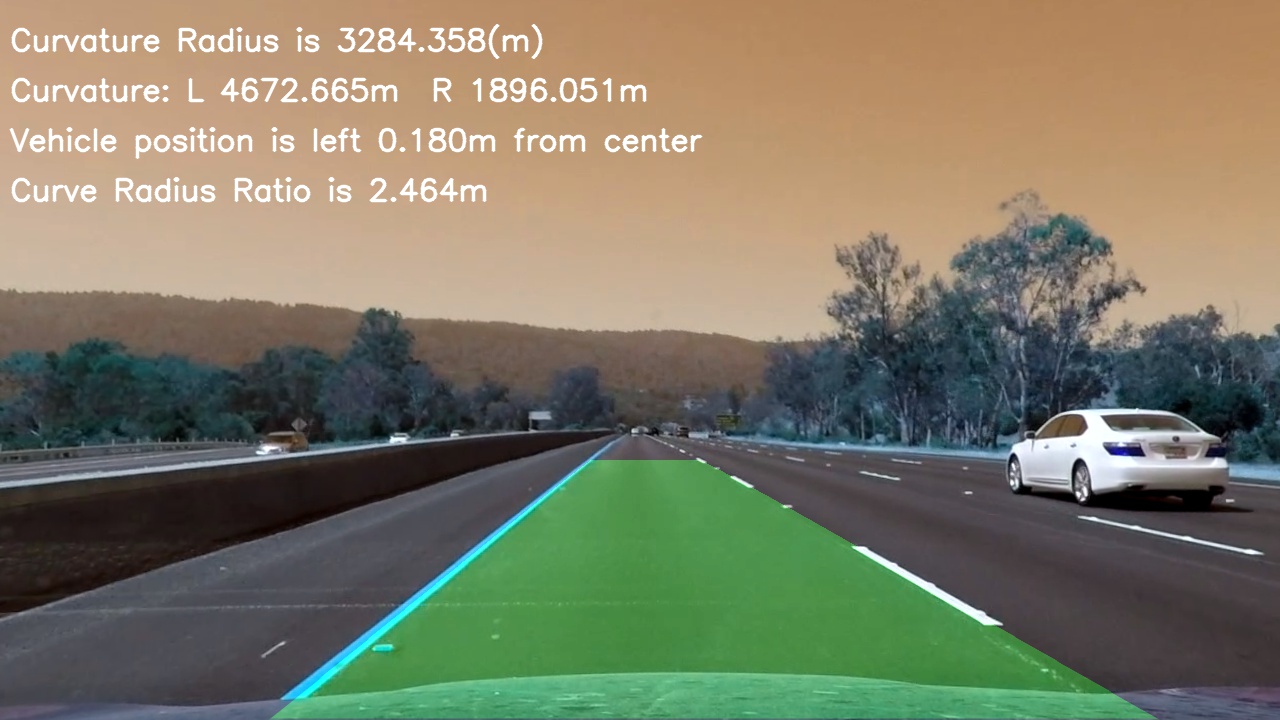 Curvature Radius is 3284.358(m)
Curvature: L 4672.665m R 1896.051m
Vehicle position is left 0.180m from center
Curve Radius Ratio is 2.464m